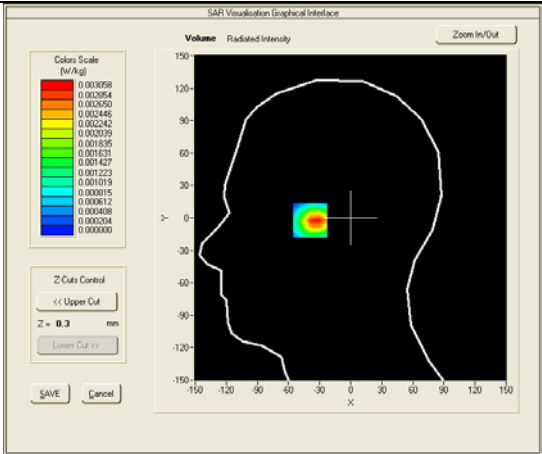 SAR Visualisation Graphical Interface
Volume Radiated Intensity
Zoom In/Out
Colors Scale
(W/kg)
0.003058
0.002854
0.002650
0.002446
0.002242
0.002039
0.001835
0.001631
0.001427
0.001223
0.001019
0.000815
0.000612
0.000408
0.000204
0.000000
Z Cuts Control
<< Upper Cut
Z = 0.3 mm
Lower Cut >>
SAVE
Cancel
150
120
90
60
30
0
-30
-60
-90
-120
-150
Y
-150 -120 -90 -60 -30 0 30 60 90 120 150
X